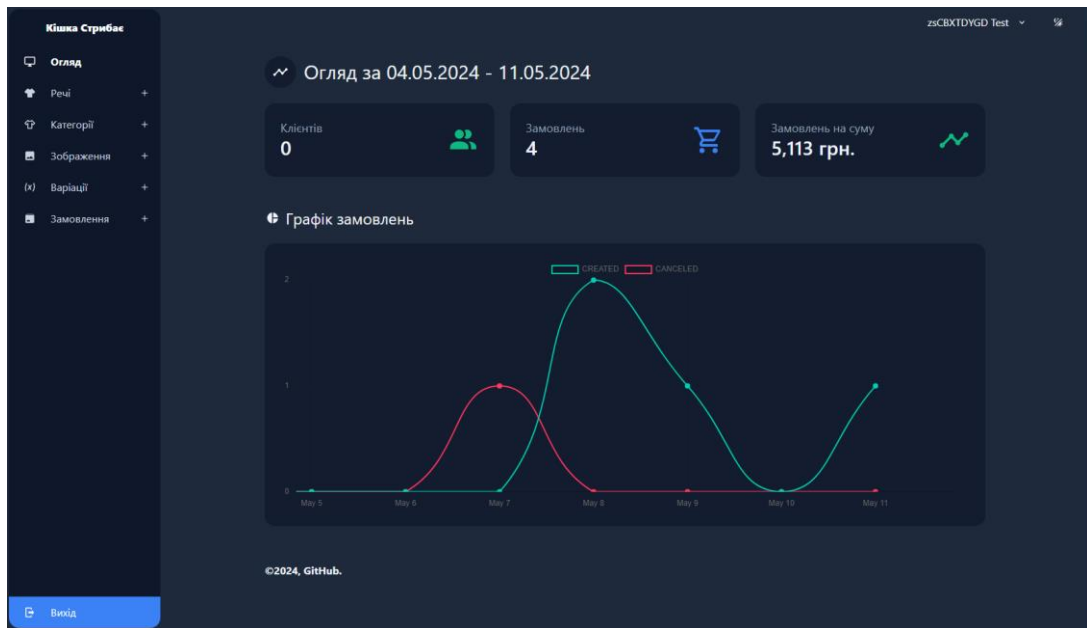 Кішка Стрибає
zsCBXTDYGD Test
Огляд
Речі +
Категорії +
Зображення +
(x) Варіації +
Замовлення +
Огляд за 04.05.2024 - 11.05.2024
Клієнтів
0
Замовлень
4
Замовлень на суму
5,113 грн.
Графік замовлень
CREATED CANCELED
2
1
0
May 5 May 6 May 7 May 8 May 9 May 10 May 11
©2024, GitHub.
Вихід